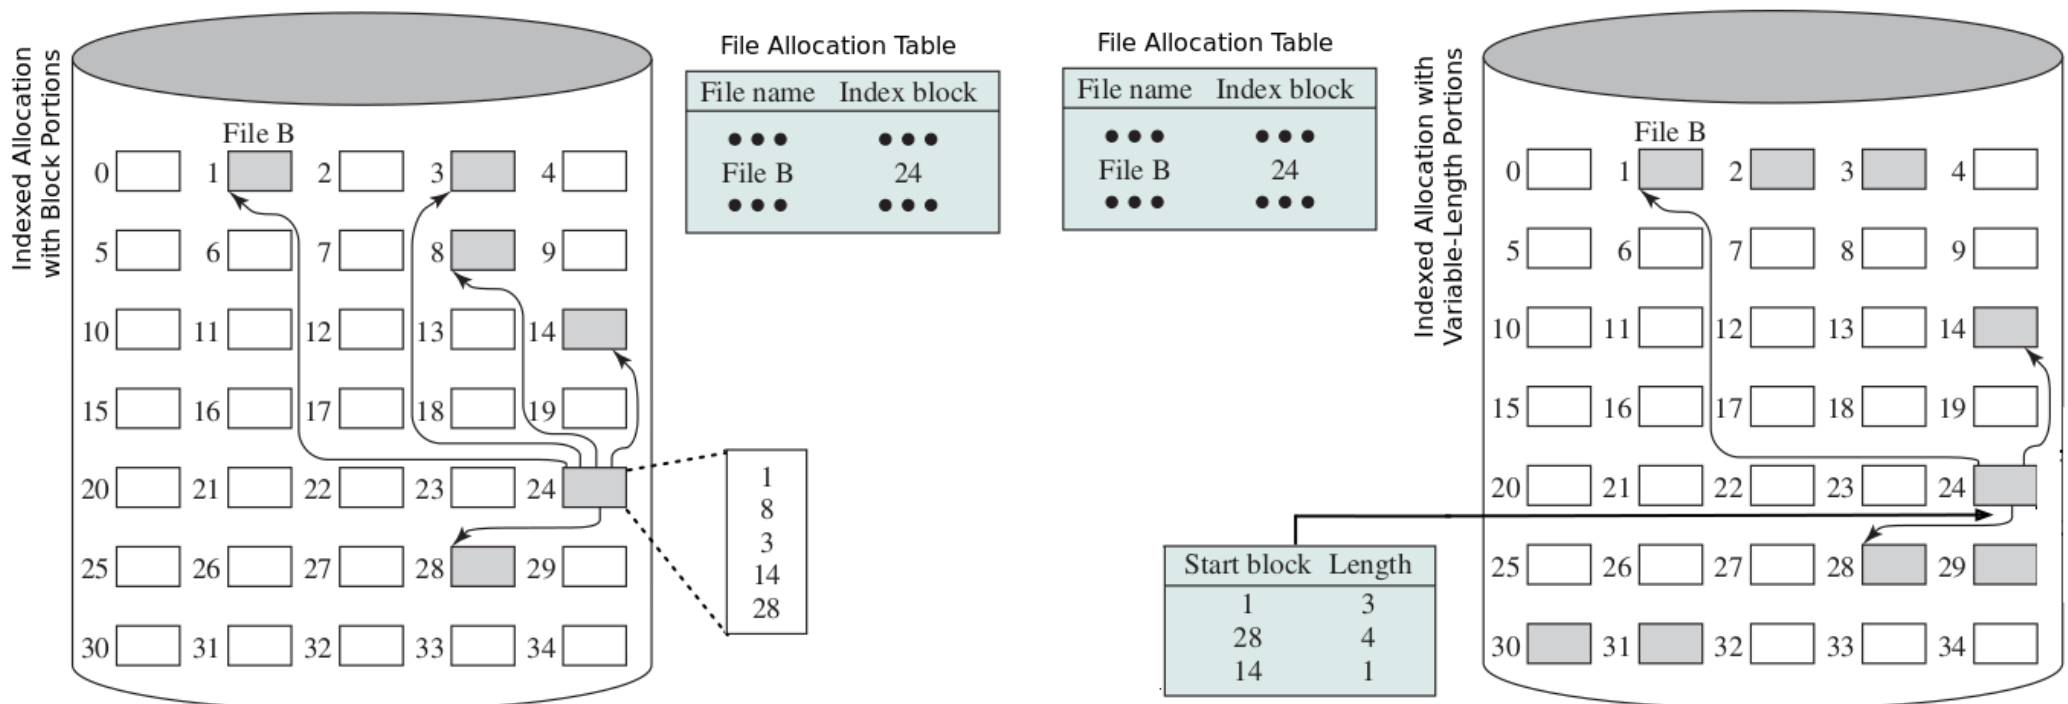 Indexed Allocation
with Block Portions
File B
0 1 2 3 4
5 6 7 8 9
10 11 12 13 14
15 16 17 18 19
20 21 22 23 24
25 26 27 28 29
30 31 32 33 34
1
8
3
14
28
File Allocation Table
File name Index block
●●● ●●●
File B 24
●●● ●●●
File Allocation Table
File name Index block
●●● ●●●
File B 24
●●● ●●●
Start block Length
1 3
28 4
14 1
Indexed Allocation with
Variable-Length Portions
File B
0 1 2 3 4
5 6 7 8 9
10 11 12 13 14
15 16 17 18 19
20 21 22 23 24
25 26 27 28 29
30 31 32 33 34